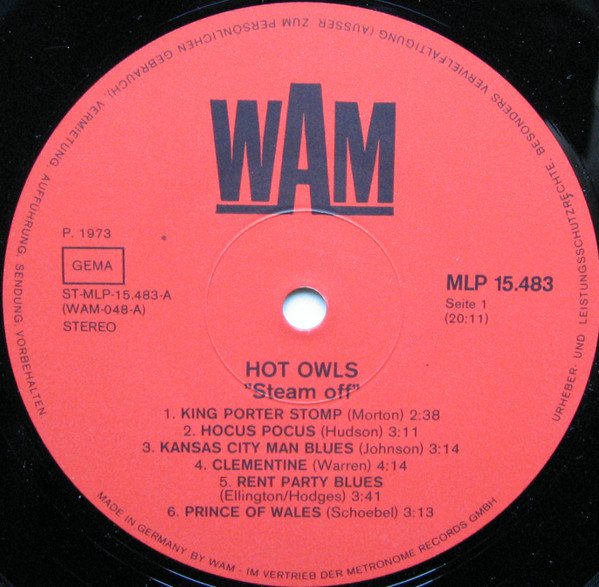 URHEBER- UND LEISTUNGSSCHUTZRECHTE. BESONDERS VERVIELFÄLTIGUNG (AUSSER ZUM PERSÖNLICHEN GEBRAUCH), VERMIETUNG, AUFFÜHRUNG, SENDUNG, VORBEHALTEN.
WAM
P. 1973
GEMA
ST-MLP-15.483-A
(WAM-048-A)
STEREO
MLP 15.483
Seite 1
(20:11)
HOT OWLS
"Steam off"
1. KING PORTER STOMP (Morton) 2:38
2. HOCUS POCUS (Hudson) 3:11
3. KANSAS CITY MAN BLUES (Johnson) 3:14
4. CLEMENTINE (Warren) 4:14
5. RENT PARTY BLUES
(Ellington/Hodges) 3:41
6. PRINCE OF WALES (Schoebel) 3:13
MADE IN GERMANY BY WAM - IM VERTRIEB DER METRONOME RECORDS GMBH